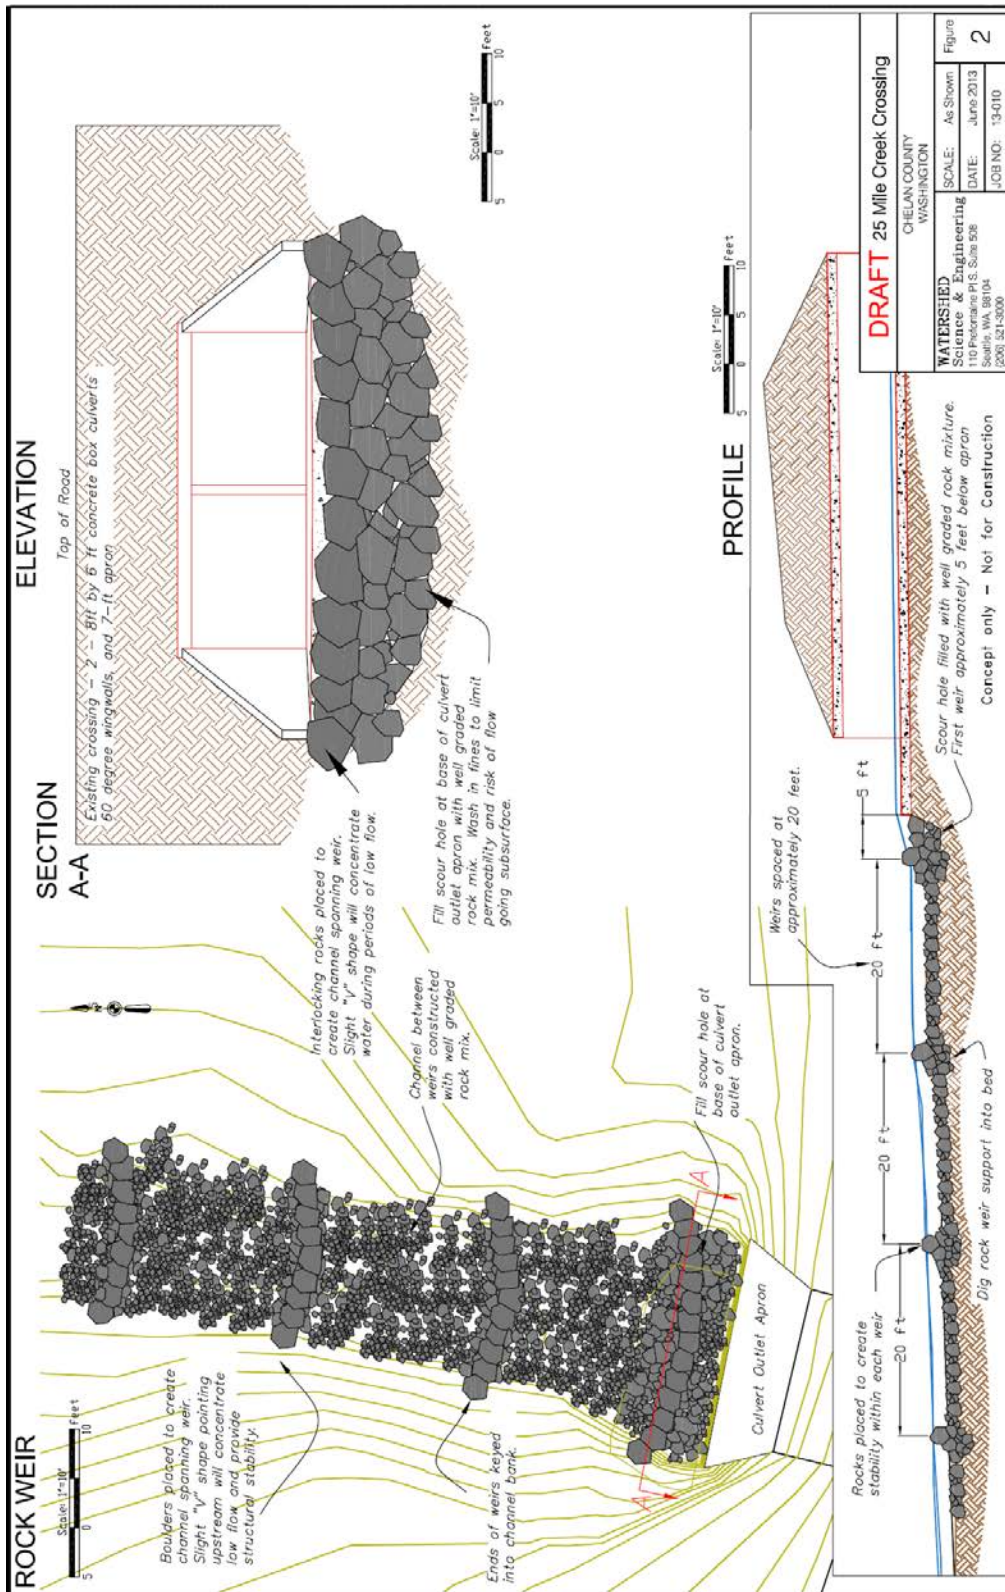 ROCK WEIR
Scale: 1"=10'
5
0
10
Feet
Boulders placed to create
channel spanning weir.
Slight "V" shape pointing
upstream will concentrate
low flow and provide
structural stability.
Ends of weirs keyed
into channel bank.
A
A
Culvert Outlet Apron
Fill scour hole at
base of culvert
outlet apron.
Channel between
weirs constructed
with well graded
rock mix.
N
SECTION
A-A
ELEVATION
Top of Road
Existing crossing - 2 - 8ft by 6 ft concrete box culverts
60 degree wingwalls, and 7-ft apron
Interlocking rocks placed to
create channel spanning weir.
Slight "V" shape will concentrate
water during periods of low flow.
Fill scour hole at base of culvert
outlet apron with well graded
rock mix. Wash in fines to limit
permeability and risk of flow
going subsurface.
Scale: 1"=10'
5
0
5
10
Feet
PROFILE
Scale: 1"=10'
5
0
5
10
Feet
Rocks placed to create
stability within each weir
20 ft
20 ft
20 ft
5 ft
Weirs spaced at
approximately 20 feet.
Dig rock weir support into bed
Scour hole filled with well graded rock mixture.
First weir approximately 5 feet below apron
Concept only - Not for Construction
DRAFT 25 Mile Creek Crossing
CHELAN COUNTY
WASHINGTON
WATERSHED
Science & Engineering
110 Prefontaine Pl S. Suite 508
Seattle, WA, 98104
(206) 521-3000
SCALE: As Shown
DATE: June 2013
JOB NO: 13-010
Figure
2